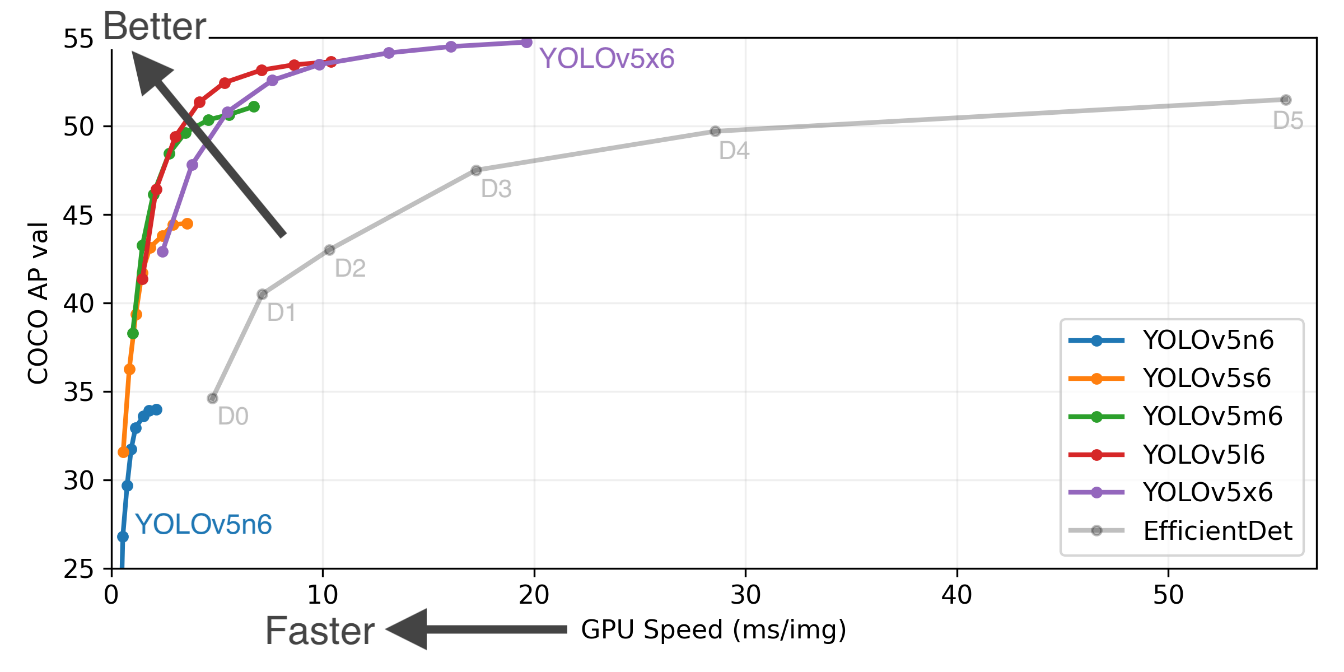 Better
55
50
45
40
35
30
25
COCO AP val
YOLOv5x6
D5
D4
D3
D2
D1
D0
YOLOv5n6
YOLOv5n6
YOLOv5s6
YOLOv5m6
YOLOv5l6
YOLOv5x6
EfficientDet
0 10 20 30 40 50
Faster GPU Speed (ms/img)